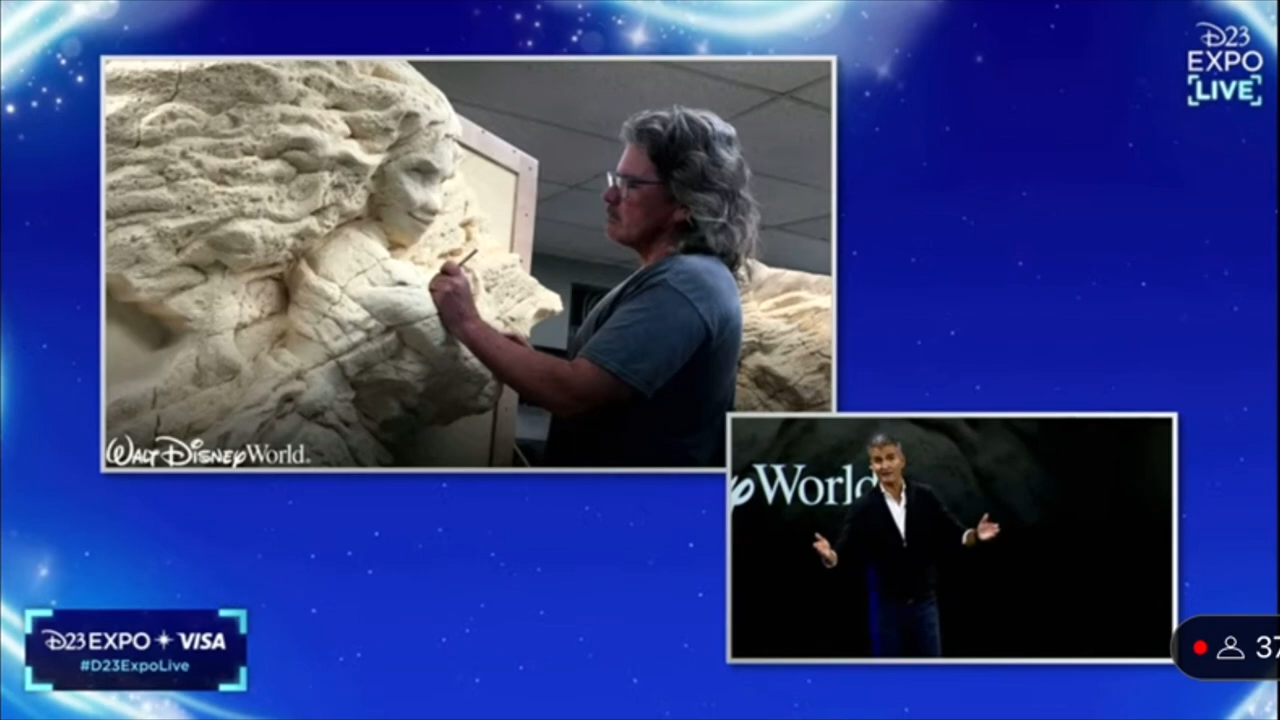 D23
EXPO
LIVE
WALT DISNEY World.
y World
D23 EXPO + VISA
#D23ExpoLive
37